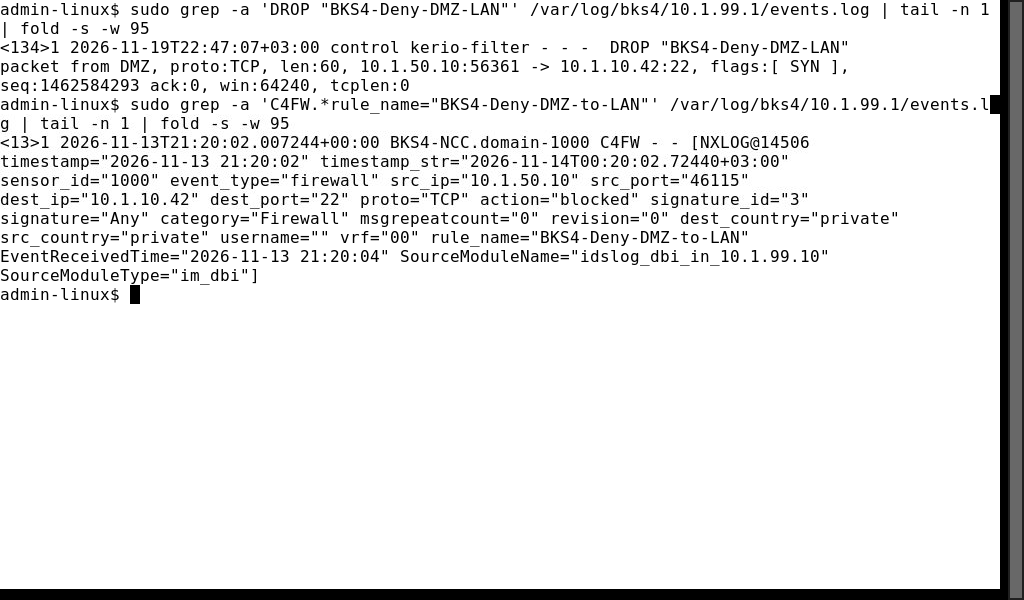 admin-linux$ sudo grep -a 'DROP "BKS4-Deny-DMZ-LAN"' /var/log/bks4/10.1.99.1/events.log | tail -n 1
| fold -s -w 95
<134>1 2026-11-19T22:47:07+03:00 control kerio-filter - - -  DROP "BKS4-Deny-DMZ-LAN"
packet from DMZ, proto:TCP, len:60, 10.1.50.10:56361 -> 10.1.10.42:22, flags:[ SYN ],
seq:1462584293 ack:0, win:64240, tcplen:0
admin-linux$ sudo grep -a 'C4FW.*rule_name="BKS4-Deny-DMZ-to-LAN"' /var/log/bks4/10.1.99.1/events.l
g | tail -n 1 | fold -s -w 95
<13>1 2026-11-13T21:20:02.007244+00:00 BKS4-NCC.domain-1000 C4FW - - [NXLOG@14506
timestamp="2026-11-13 21:20:02" timestamp_str="2026-11-14T00:20:02.72440+03:00"
sensor_id="1000" event_type="firewall" src_ip="10.1.50.10" src_port="46115"
dest_ip="10.1.10.42" dest_port="22" proto="TCP" action="blocked" signature_id="3"
signature="Any" category="Firewall" msgrepeatcount="0" revision="0" dest_country="private"
src_country="private" username="" vrf="00" rule_name="BKS4-Deny-DMZ-to-LAN"
EventReceivedTime="2026-11-13 21:20:04" SourceModuleName="idslog_dbi_in_10.1.99.10"
SourceModuleType="im_dbi"]
admin-linux$